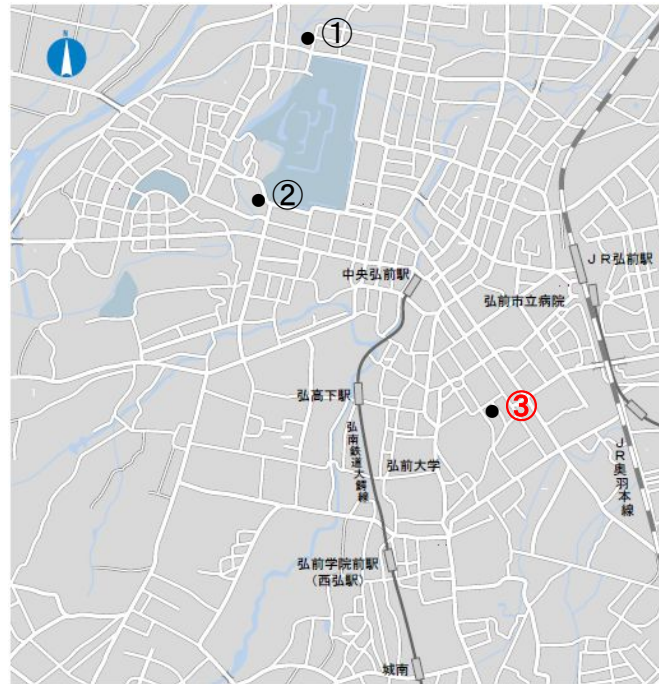 N
①
②
JR弘前駅
中央弘前駅
弘前市立病院
弘高下駅
③
弘南鉄道大鰐線
弘前大学
JR奥羽本線
弘前学院前駅
(西弘駅)
城南